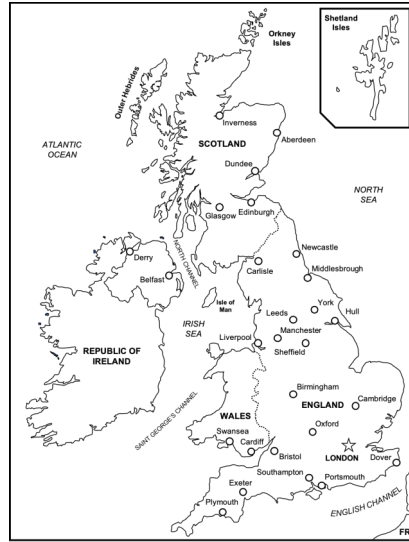 Shetland
Isles
Orkney
Isles
Outer Hebrides
Inverness
SCOTLAND
Aberdeen
ATLANTIC
OCEAN
Dundee
NORTH
SEA
Edinburgh
Glasgow
NORTH CHANNEL
Derry
Newcastle
Carlisle
Belfast
Middlesbrough
Isle of
Man
York
Leeds
Hull
IRISH
SEA
Manchester
Liverpool
Sheffield
REPUBLIC OF
IRELAND
Birmingham
ENGLAND
Cambridge
SAINT GEORGE'S CHANNEL
WALES
Oxford
Swansea
Cardiff
LONDON
Dover
Bristol
Southampton
Portsmouth
Exeter
ENGLISH CHANNEL
Plymouth
FR